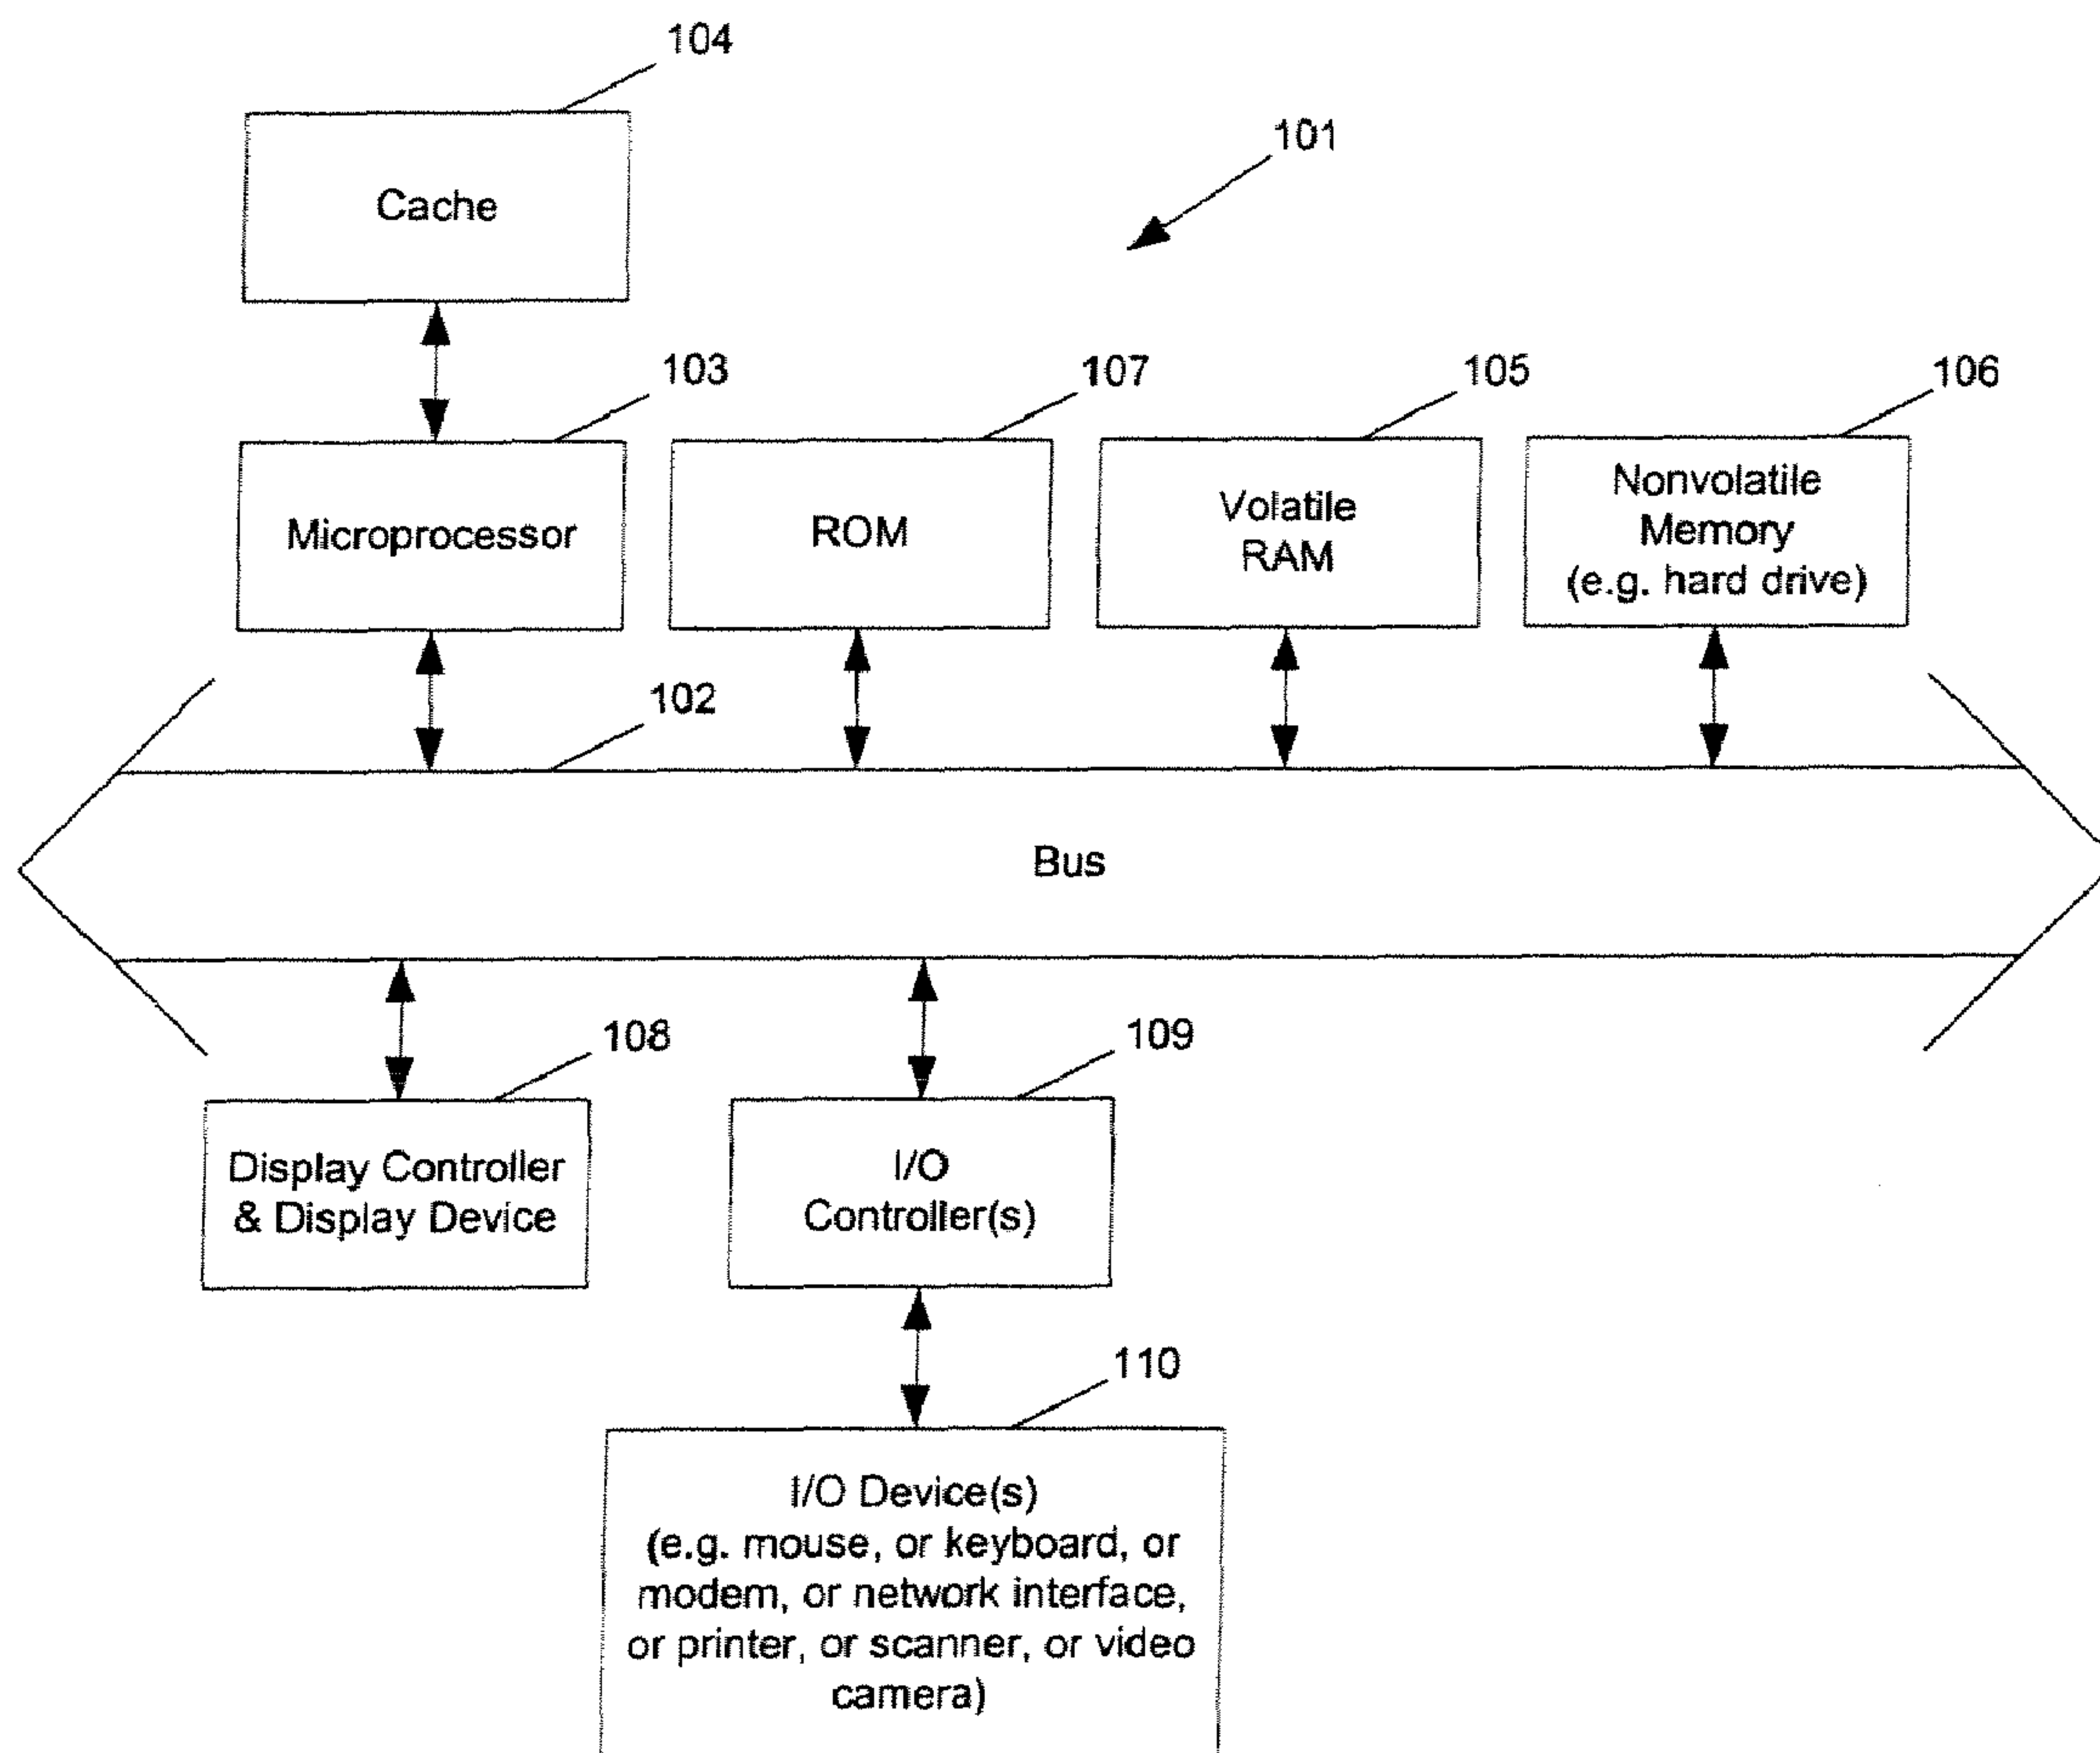 104
101
Cache
103
107
105
106
Microprocessor
ROM
Volatile
RAM
Nonvolatile
Memory
(e.g. hard drive)
102
Bus
108
109
Display Controller
& Display Device
I/O
Controller(s)
110
I/O Device(s)
(e.g. mouse, or keyboard, or
modem, or network interface,
or printer, or scanner, or video
camera)